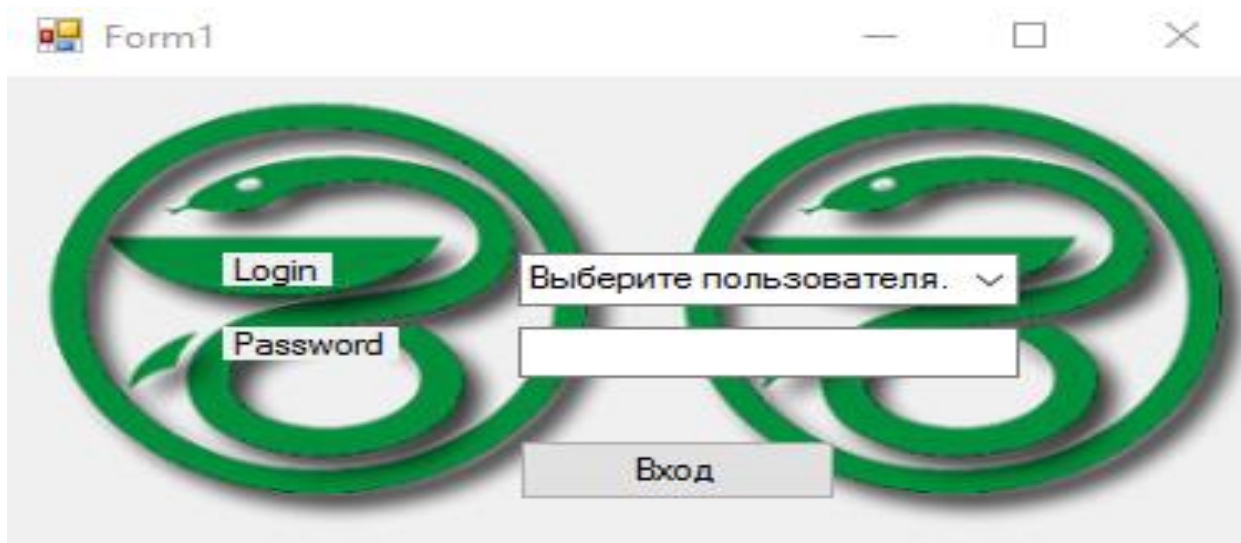 Form1
Login
Выберите пользователя.
Password
Вход